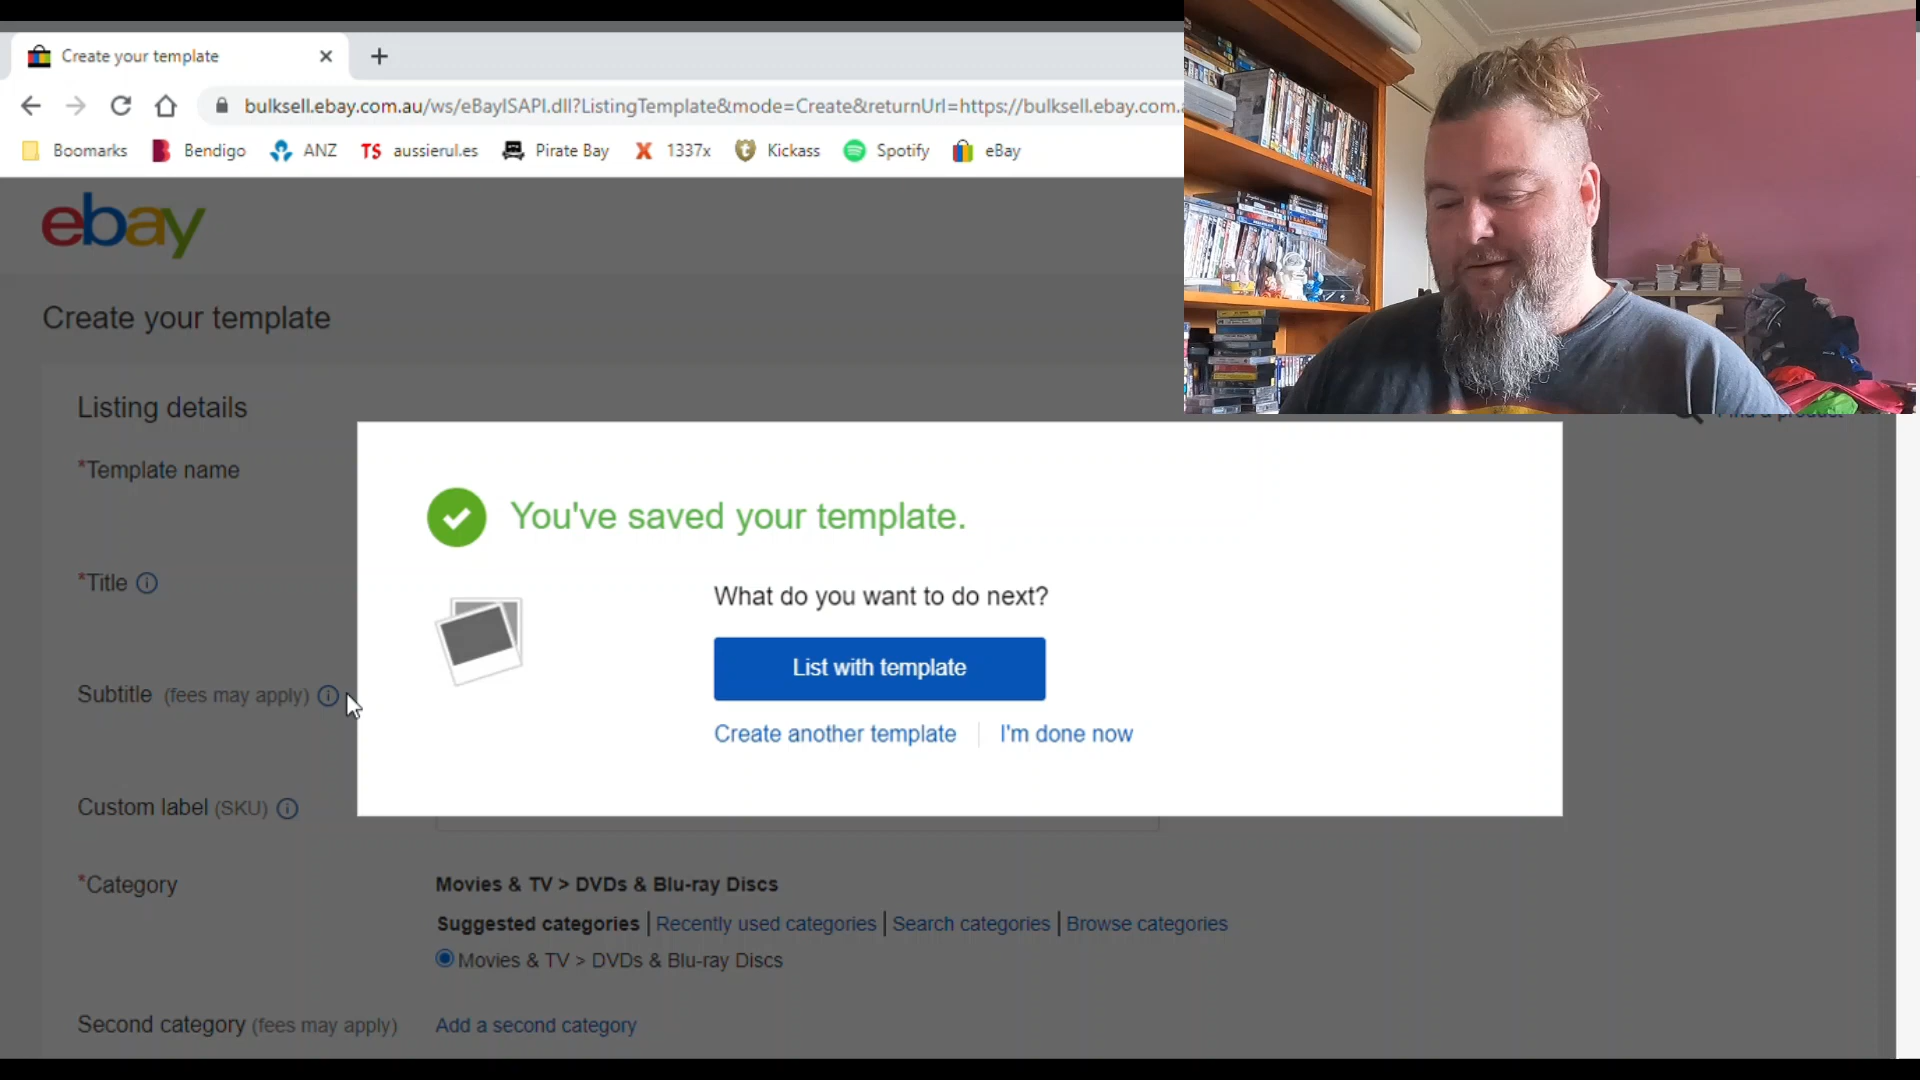 Create your template
bulksell.ebay.com.au/ws/eBayISAPI.dll?ListingTemplate&mode=Create&returnUrl=https://bulksell.ebay.com.
Boomarks Bendigo ANZ TS aussierul.es Pirate Bay X 1337x Kickass Spotify eBay
ebay
Create your template
Listing details
*Template name
You've saved your template.
*Title
What do you want to do next?
List with template
Subtitle (fees may apply)
Create another template | I'm done now
Custom label (SKU)
*Category
Movies & TV > DVDs & Blu-ray Discs
Suggested categories | Recently used categories | Search categories | Browse categories
Movies & TV > DVDs & Blu-ray Discs
Second category (fees may apply) Add a second category